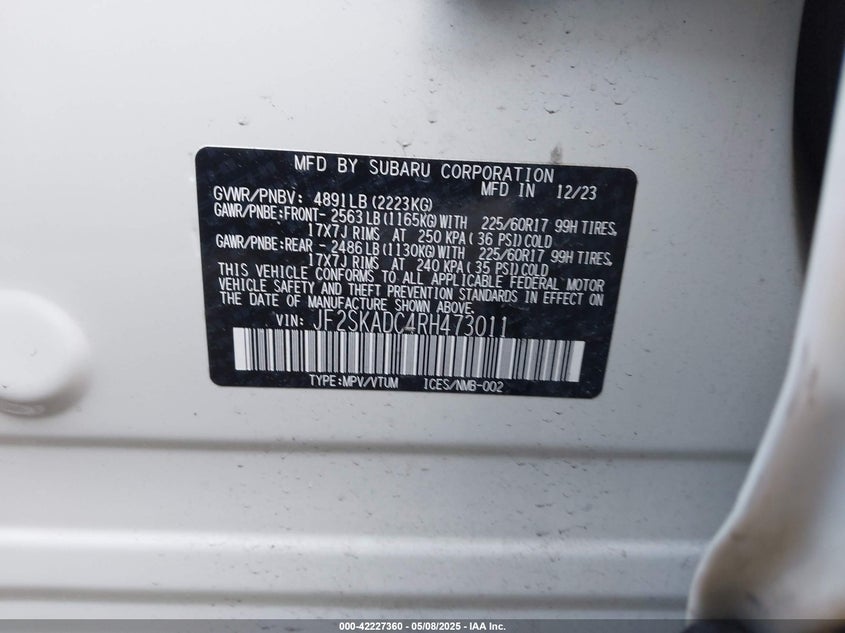 MFD BY SUBARU CORPORATION
MFD IN 12/23
GVWR/PNBV: 4891LB (2223KG)
GAWR/PNBE:FRONT- 2563LB (1165KG) WITH 225/60R17 99H TIRES,
17X7J RIMS AT 250 KPA ( 36 PSI) COLD
GAWR/PNBE:REAR - 2486LB (1130KG) WITH 225/60R17 99H TIRES,
17X7J RIMS AT 240 KPA ( 35 PSI) COLD
THIS VEHICLE CONFORMS TO ALL APPLICABLE FEDERAL MOTOR
VEHICLE SAFETY AND THEFT PREVENTION STANDARDS IN EFFECT ON
THE DATE OF MANUFACTURE SHOWN ABOVE.
VIN: JF2SKADC4RH473011
TYPE:MPV/VTUM ICES/NMB-002
000-42227360 - 05/08/2025 - IAA Inc.